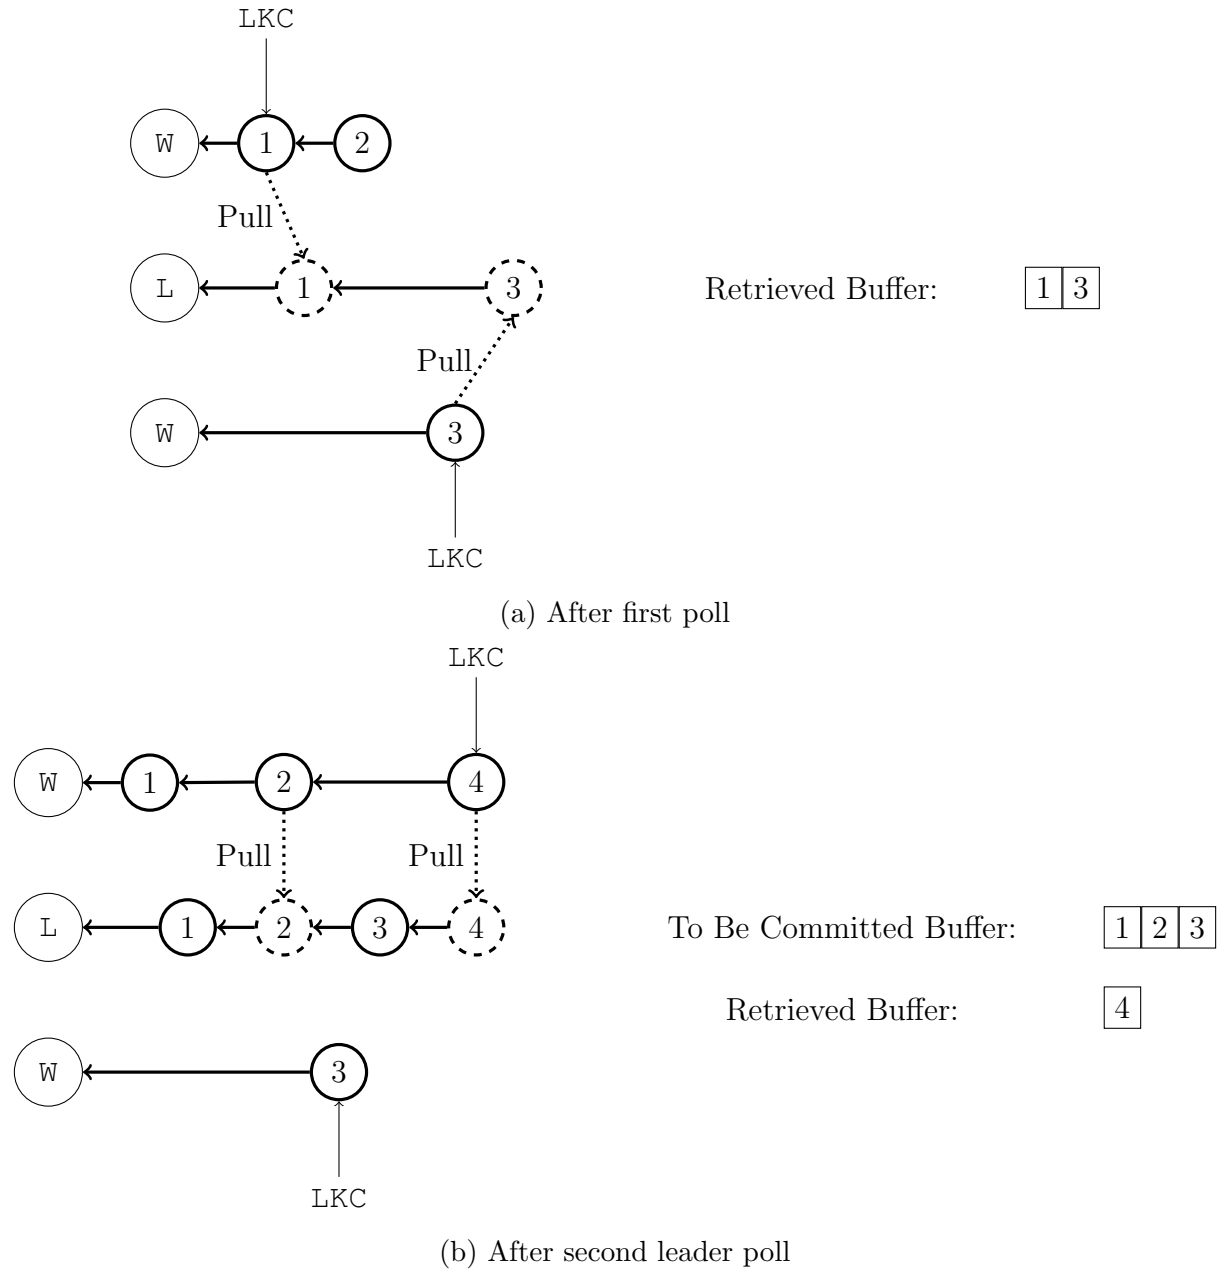 LKC
W 1 2
Pull
L 1 3 Retrieved Buffer: 1 3
Pull
W 3
LKC
(a) After first poll
LKC
W 1 2 4
Pull Pull
L 1 2 3 4 To Be Committed Buffer: 1 2 3
Retrieved Buffer: 4
W 3
LKC
(b) After second leader poll